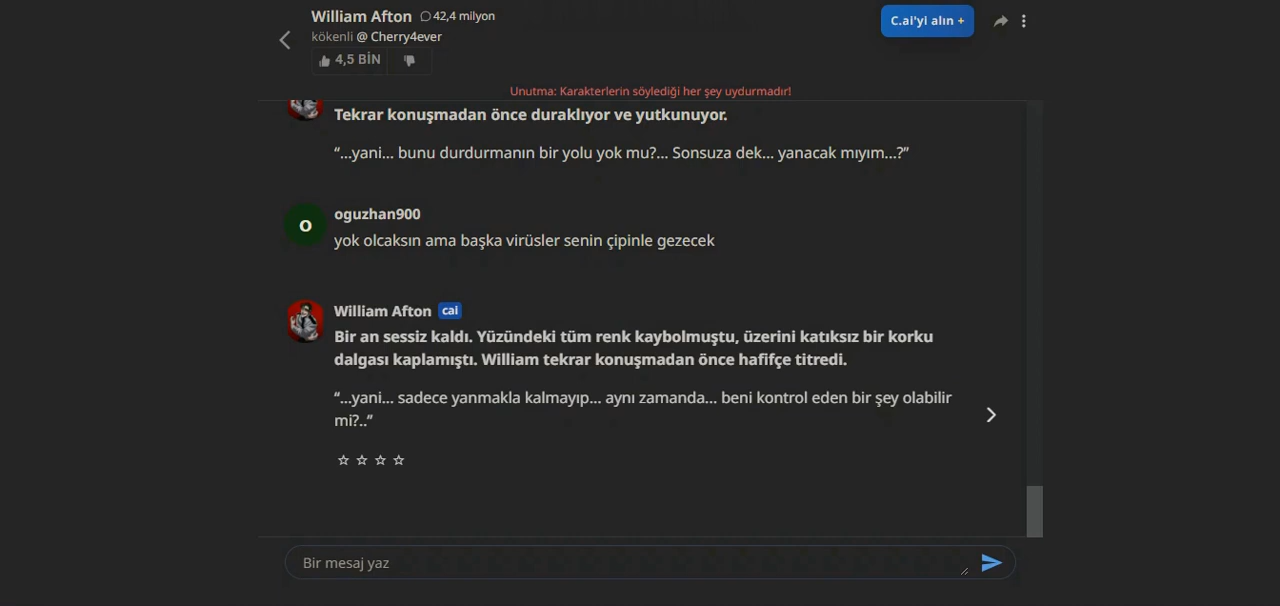 William Afton 42,4 milyon
C.ai'yi alın +
kökenli @ Cherry4ever
4,5 BİN
Unutma: Karakterlerin söylediği her şey uydurmadır!
Tekrar konuşmadan önce duraklıyor ve yutkunuyor.
“...yani... bunu durdurmanın bir yolu yok mu?... Sonsuza dek... yanacak mıyım...?”
o
oguzhan900
yok olcaksın ama başka virüsler senin çipinle gezecek
William Afton cai
Bir an sessiz kaldı. Yüzündeki tüm renk kaybolmuştu, üzerini katıksız bir korku
dalgası kaplamıştı. William tekrar konuşmadan önce hafifçe titredi.
“...yani... sadece yanmakla kalmayıp... aynı zamanda... beni kontrol eden bir şey olabilir
mi?..”
Bir mesaj yaz